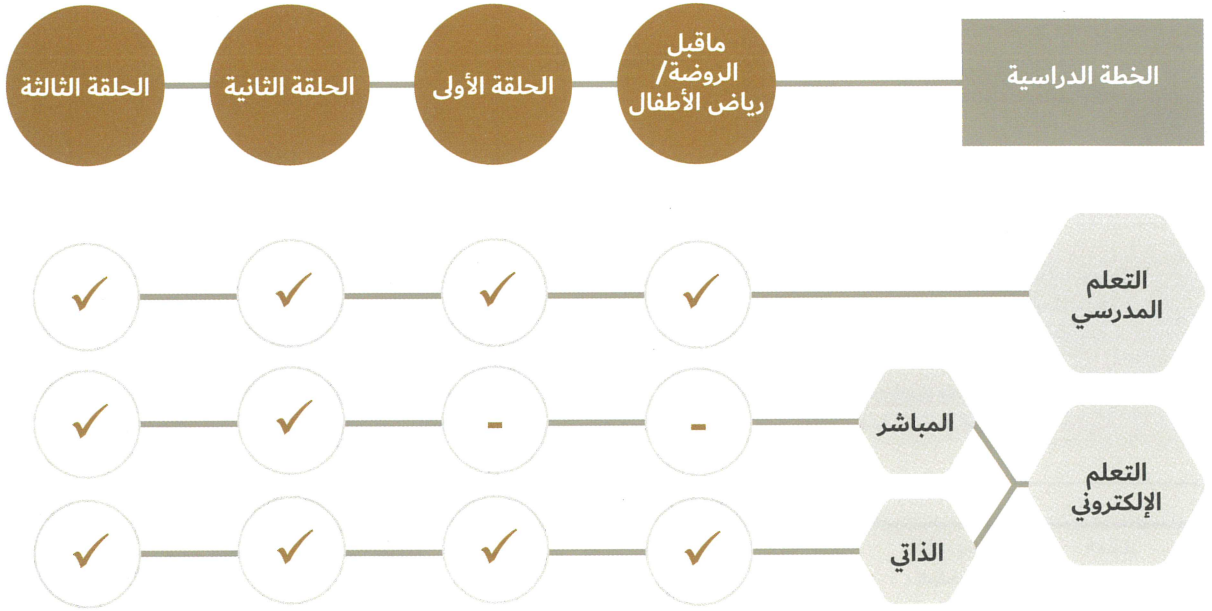 الخطة الدراسية
ماقبل
الروضة/
رياض الأطفال
الحلقة الأولى
الحلقة الثانية
الحلقة الثالثة
التعلم
المدرسي
✓ ✓ ✓ ✓
التعلم
الإلكتروني
المباشر
- - ✓ ✓
الذاتي
✓ ✓ ✓ ✓